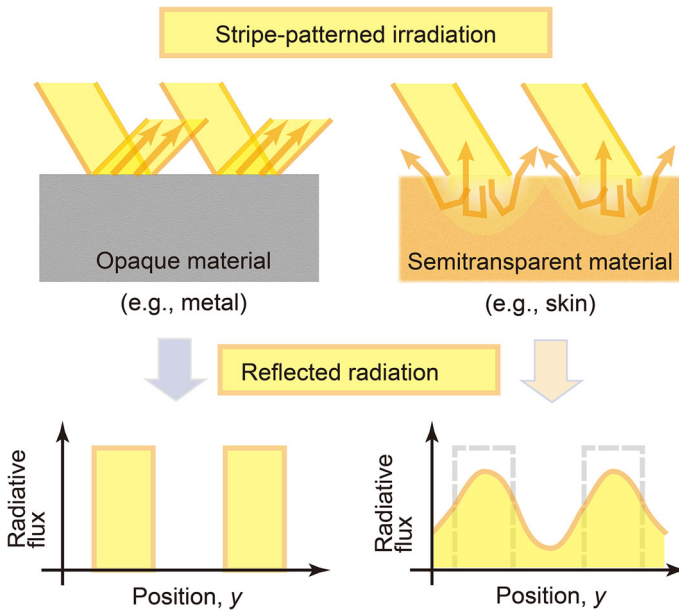 Stripe-patterned irradiation
Opaque material
(e.g., metal)
Semitransparent material
(e.g., skin)
Reflected radiation
Radiative
flux
Position, y
Radiative
flux
Position, y